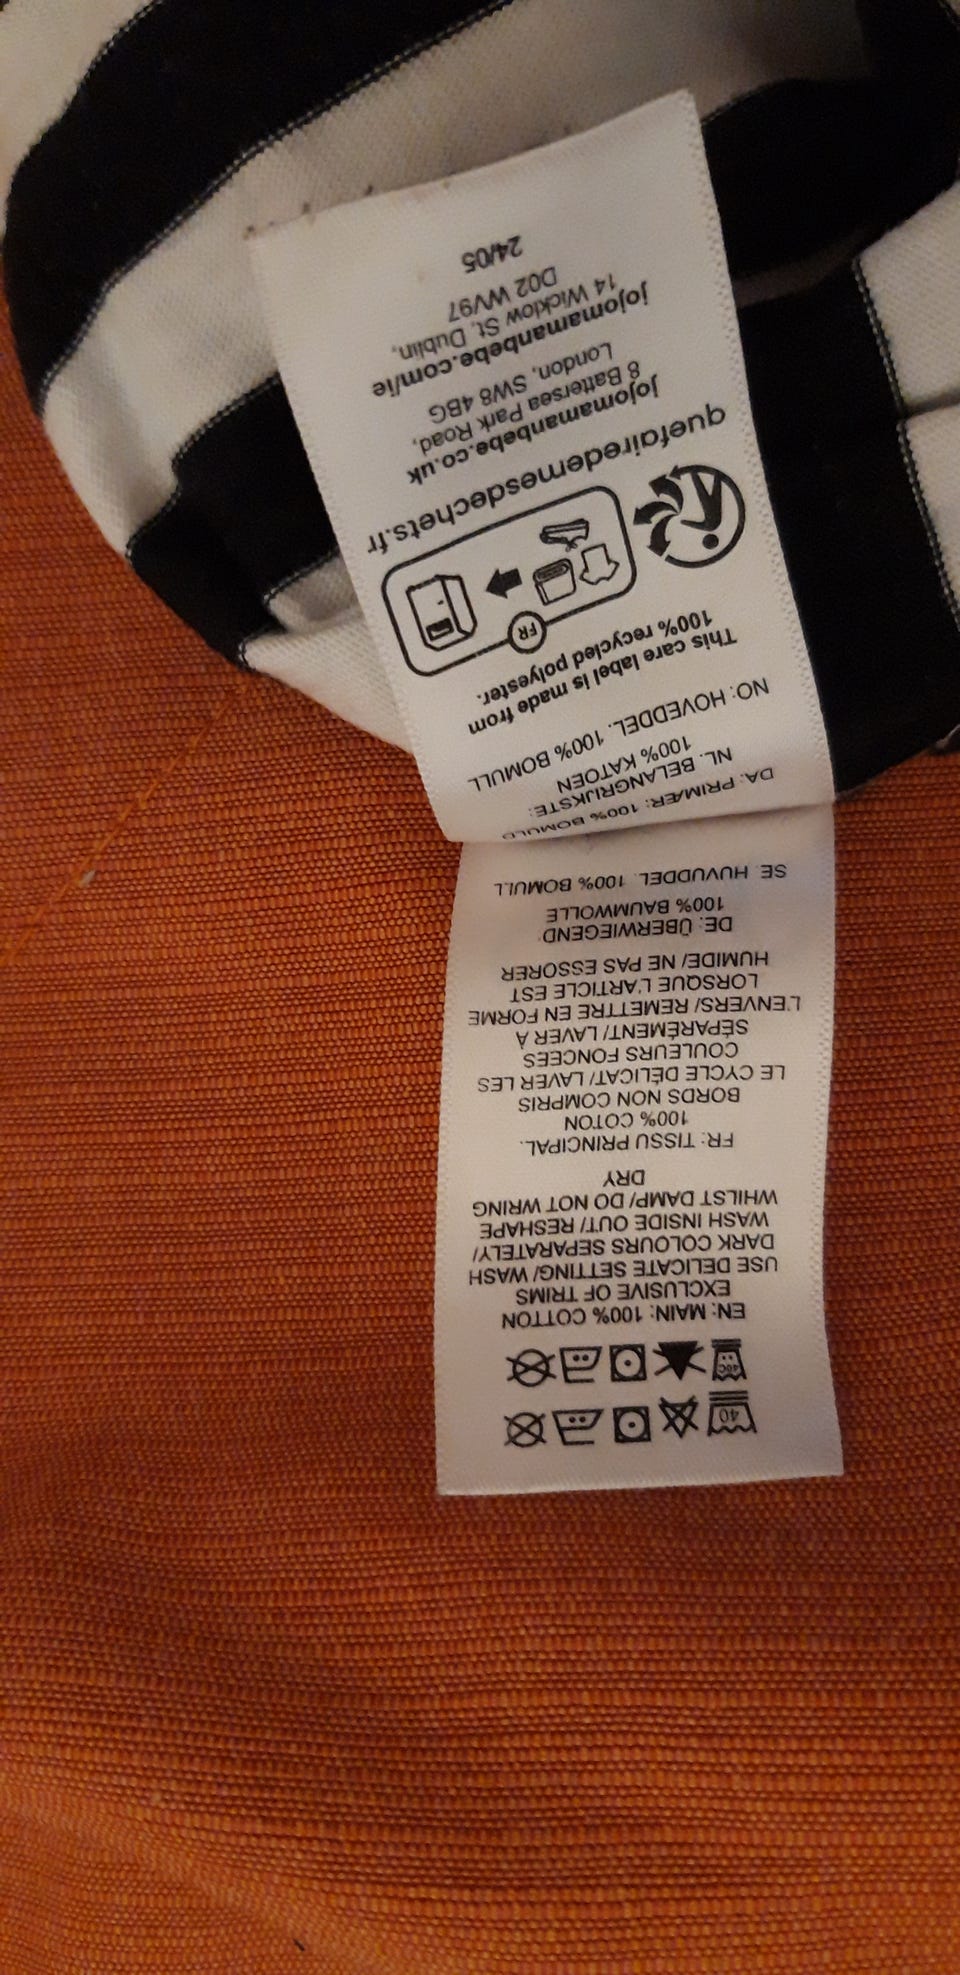 40
40C
EN: MAIN: 100% COTTON
EXCLUSIVE OF TRIMS
USE DELICATE SETTING/ WASH
DARK COLOURS SEPARATELY/
WASH INSIDE OUT/ RESHAPE
WHILST DAMP/ DO NOT WRING
DRY
FR: TISSU PRINCIPAL.
100% COTON
BORDS NON COMPRIS
LE CYCLE DÉLICAT/ LAVER LES
COULEURS FONCÉES
SÉPARÉMENT/ LAVER À
L'ENVERS/ REMETTRE EN FORME
LORSQUE L'ARTICLE EST
HUMIDE/ NE PAS ESSORER
DE: ÜBERWIEGEND
100% BAUMWOLLE
SE. HUVUDDEL. 100% BOMULL
DA: PRIMÆR: 100% BOMULD
NL. BELANGRIJKSTE:
100% KATOEN
NO: HOVEDDEL. 100% BOMULL
This care label is made from
100% recycled polyester.
FR
quefairedemesdechets.fr
jojomamanbebe.co.uk
8 Battersea Park Road,
London, SW8 4BG
jojomamanbebe.com/ie
14 Wicklow St, Dublin,
D02 WV97
24/05